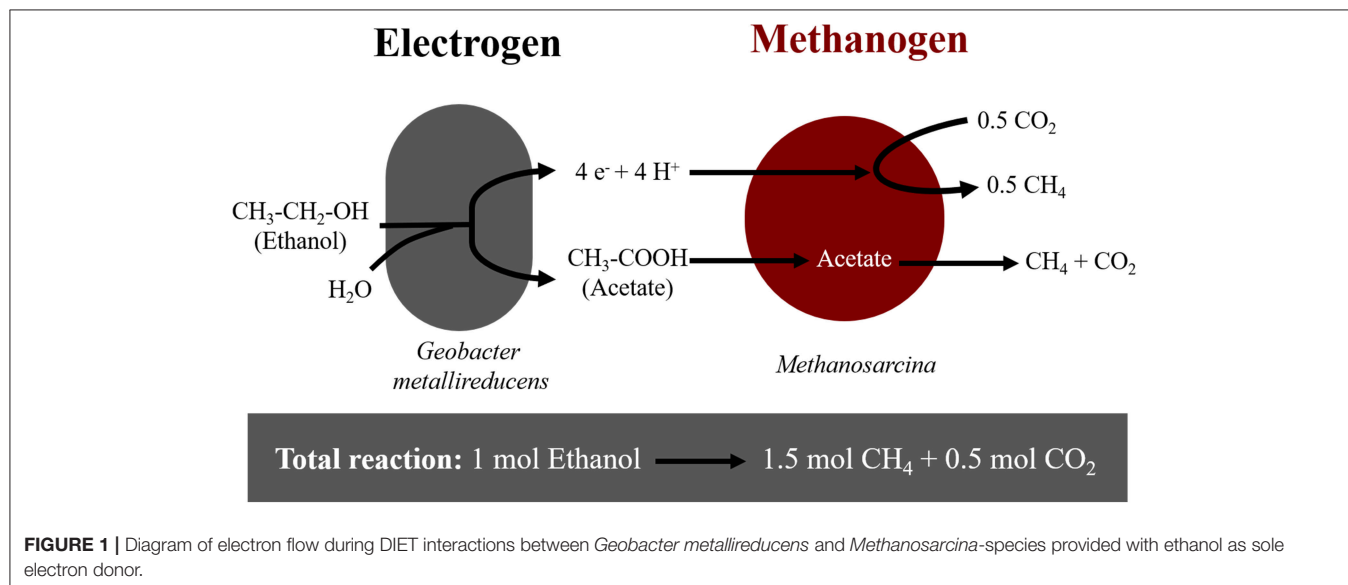 Electrogen
Methanogen
0.5 CO₂
4 e⁻ + 4 H⁺
0.5 CH₄
CH₃-CH₂-OH
(Ethanol)
H₂O
CH₃-COOH
(Acetate)
Acetate
CH₄ + CO₂
Geobacter
metallireducens
Methanosarcina
Total reaction: 1 mol Ethanol → 1.5 mol CH₄ + 0.5 mol CO₂
FIGURE 1 | Diagram of electron flow during DIET interactions between Geobacter metallireducens and Methanosarcina-species provided with ethanol as sole
electron donor.